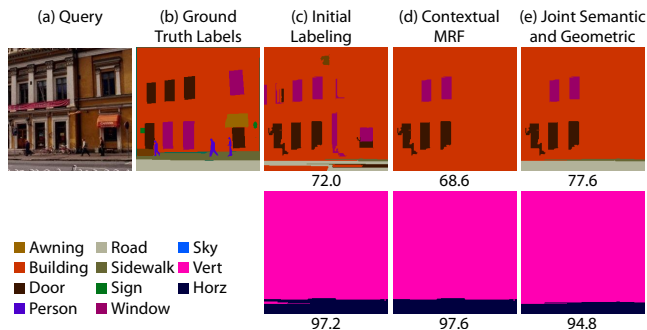 (a) Query
(b) Ground
Truth Labels
(c) Initial
Labeling
(d) Contextual
MRF
(e) Joint Semantic
and Geometric
72.0
68.6
77.6
Awning
Road
Sky
Building
Sidewalk
Vert
Door
Sign
Horz
Person
Window
97.2
97.6
94.8